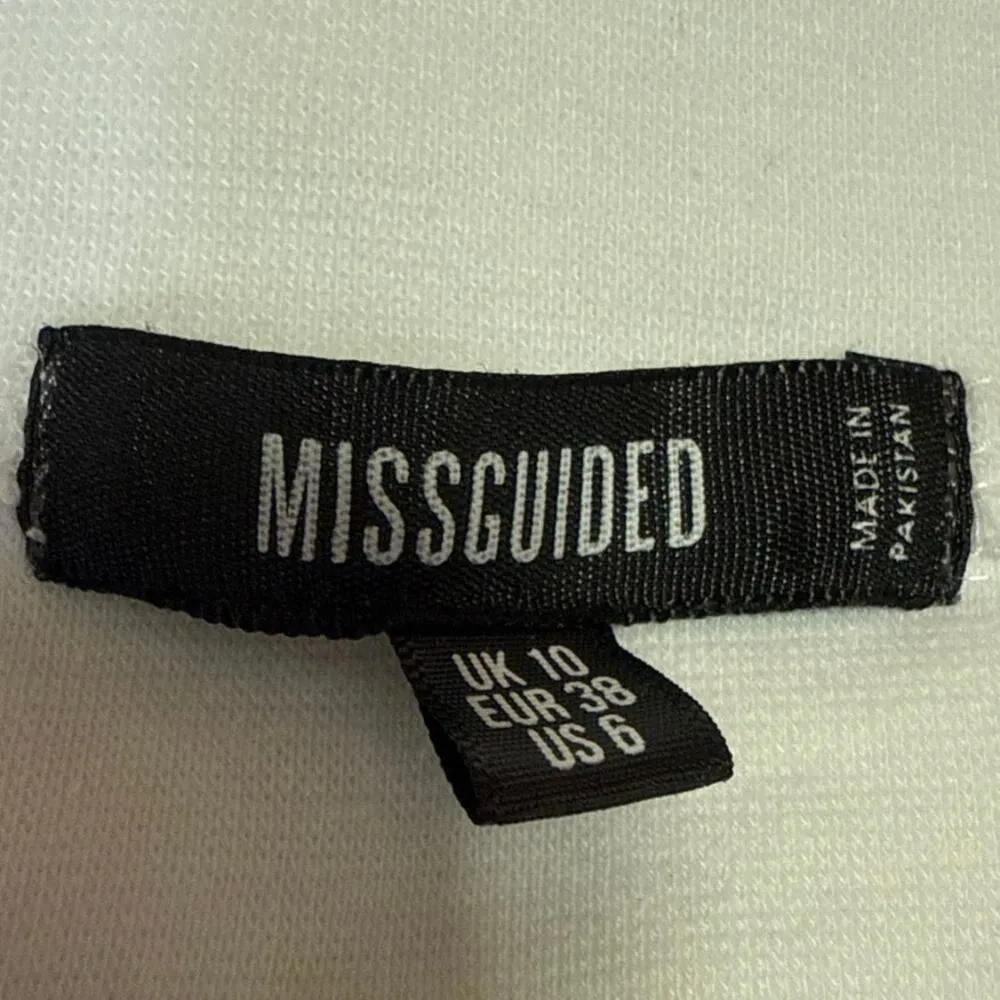 MISSGUIDED
MADE IN
PAKISTAN
UK 10
EUR 38
US 6